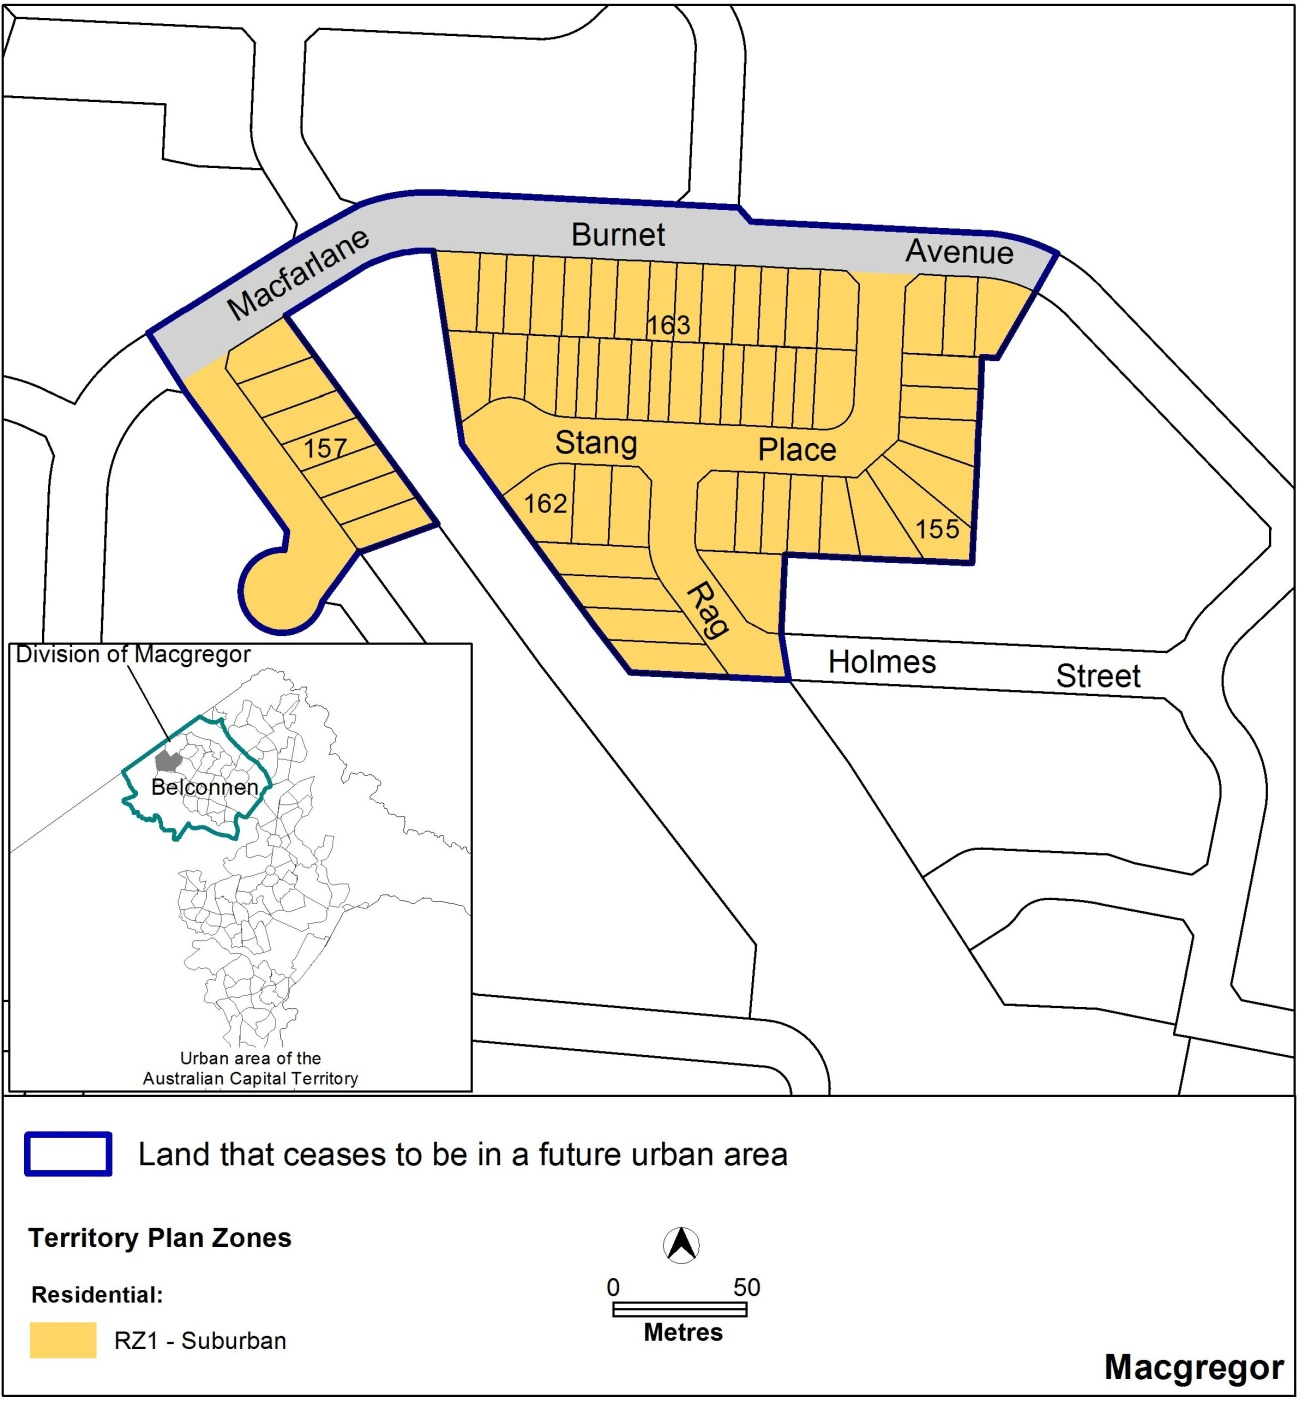 Macfarlane
Burnet
Avenue
163
157
Stang Place
162
155
Rag
Holmes Street
Division of Macgregor
Belconnen
Urban area of the
Australian Capital Territory
Land that ceases to be in a future urban area
Territory Plan Zones
Residential:
RZ1 - Suburban
0 50
Metres
Macgregor